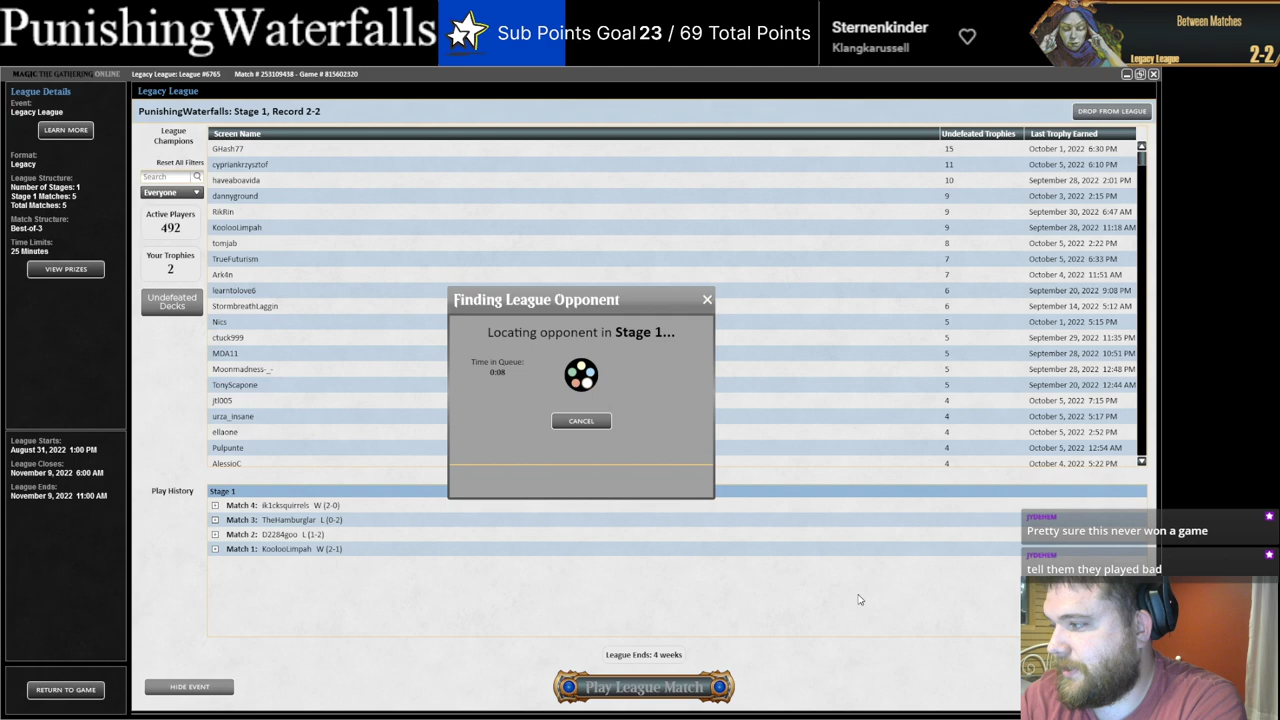 PunishingWaterfalls
Sub Points Goal 23 / 69 Total Points
Sternenkinder
Klangkarussell
Between Matches
Legacy League
2-2
MAGIC THE GATHERING ONLINE
Legacy League: League #6765
Match # 253109438 - Game # 815602320
League Details
Event:
Legacy League
LEARN MORE
Format:
Legacy
League Structure:
Number of Stages: 1
Stage 1 Matches: 5
Total Matches: 5
Match Structure:
Best-of-3
Time Limits:
25 Minutes
VIEW PRIZES
League Starts:
August 31, 2022 1:00 PM
League Closes:
November 9, 2022 6:00 AM
League Ends:
November 9, 2022 11:00 AM
RETURN TO GAME
Legacy League
PunishingWaterfalls: Stage 1, Record 2-2
DROP FROM LEAGUE
League Champions
Reset All Filters
Search
Everyone
Active Players
492
Your Trophies
2
Undefeated Decks
Screen Name Undefeated Trophies Last Trophy Earned
GHash77 15 October 1, 2022 6:30 PM
cypriankrzysztof 11 October 5, 2022 6:10 PM
haveaboavida 10 September 28, 2022 2:01 PM
dannyground 9 October 3, 2022 2:15 PM
RikRin 9 September 30, 2022 6:47 AM
KoolooLimpah 9 September 28, 2022 11:18 AM
tomjab 8 October 5, 2022 2:22 PM
TrueFuturism 7 October 5, 2022 6:33 PM
Ark4n 7 October 4, 2022 11:51 AM
learntolove6 6 September 20, 2022 9:08 PM
StormbreathLaggin 6 September 14, 2022 5:12 AM
Nics 5 October 1, 2022 5:15 PM
ctuck999 5 September 29, 2022 11:35 PM
MDA11 5 September 28, 2022 10:51 PM
Moonmadness-_- 5 September 28, 2022 12:48 PM
TonyScapone 5 September 20, 2022 12:44 AM
jtl005 4 October 5, 2022 7:15 PM
urza_insane 4 October 5, 2022 5:17 PM
ellaone 4 October 5, 2022 2:52 PM
Pulpunte 4 October 5, 2022 12:54 AM
AlessioC 4 October 4, 2022 5:22 PM
Finding League Opponent
Locating opponent in Stage 1...
Time in Queue:
0:08
CANCEL
Play History
Stage 1
Match 4: ik1cksquirrels W (2-0)
Match 3: TheHamburglar L (0-2)
Match 2: D2284goo L (1-2)
Match 1: KoolooLimpah W (2-1)
League Ends: 4 weeks
HIDE EVENT
Play League Match
JYDEHEM
Pretty sure this never won a game
JYDEHEM
tell them they played bad